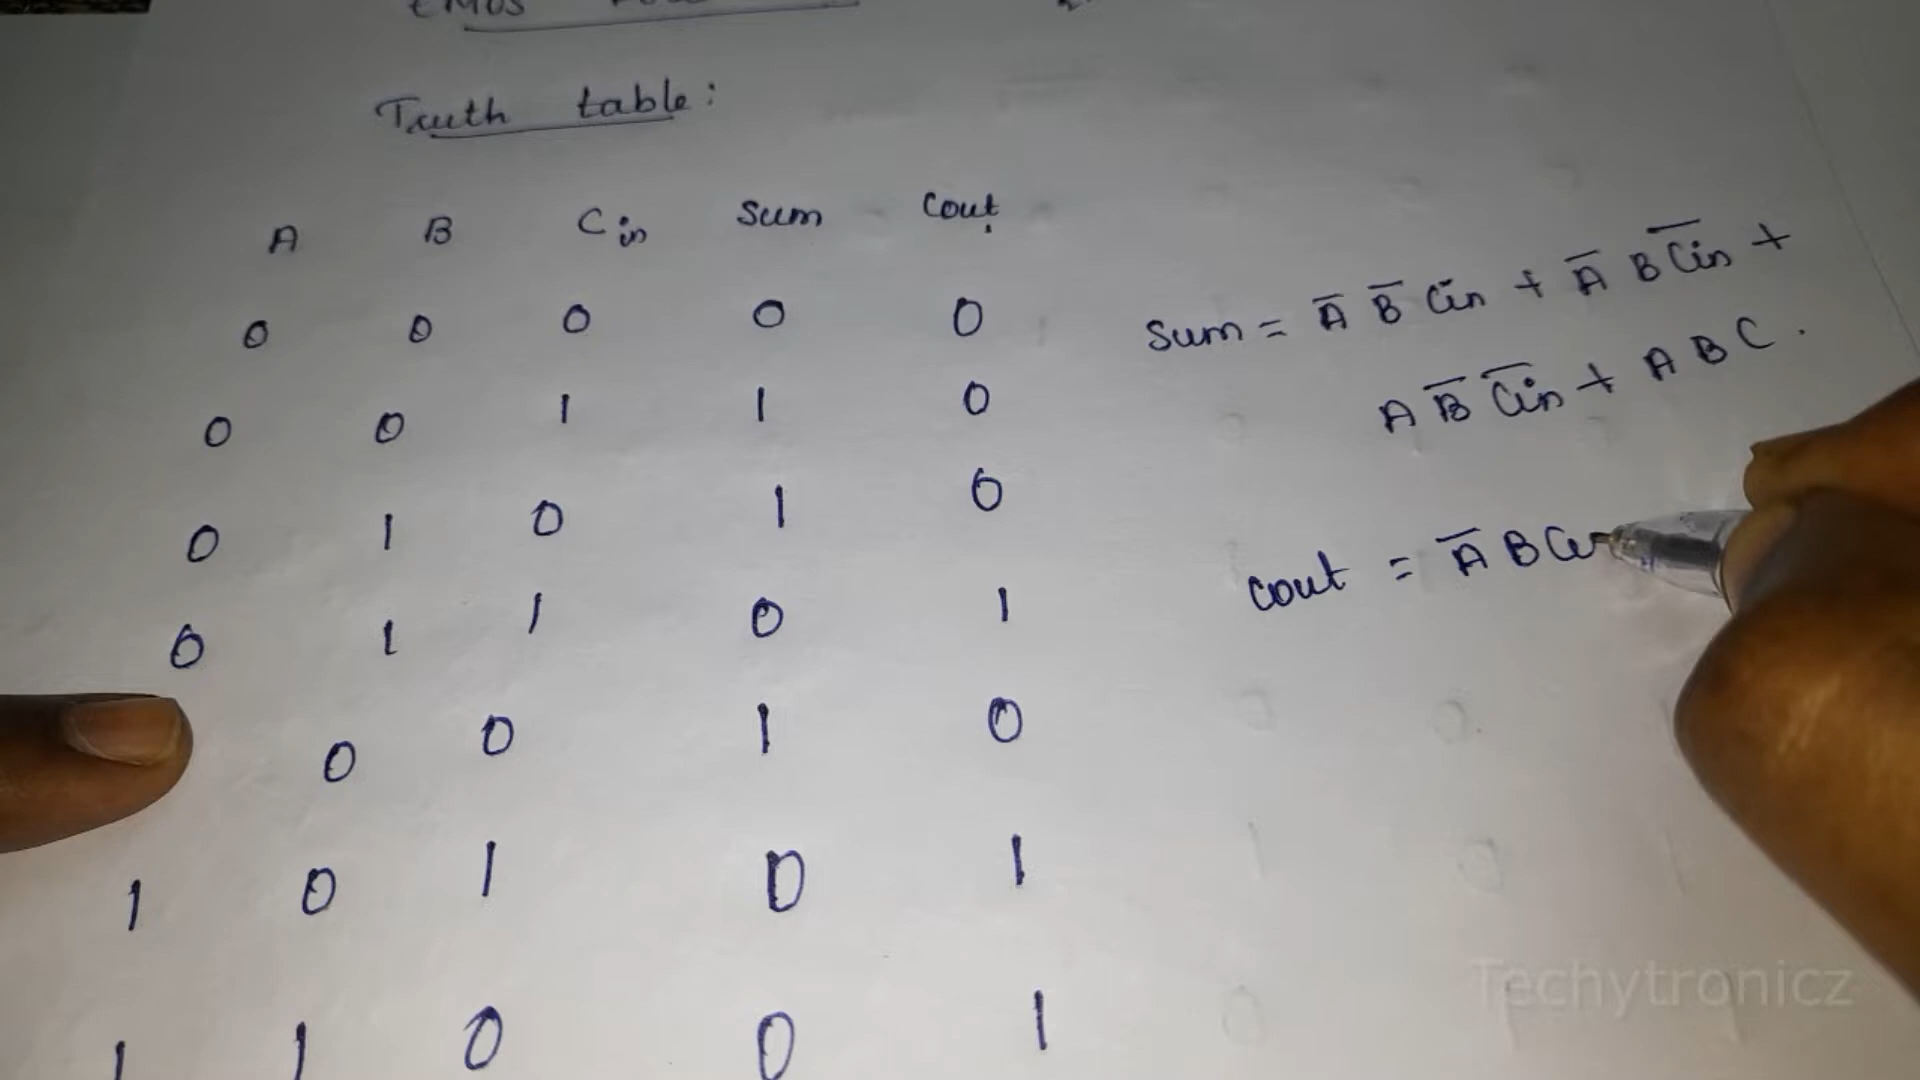 CMOS
Truth table:
A B Cin Sum Cout
0 0 0 0 0
0 0 1 1 0
0 1 0 1 0
0 1 1 0 1
0 0 1 0
1 0 1 0 1
1 1 0 0 1
Sum = A̅ B̅ Cin + A̅ B C̅i̅n̅ +
A B̅ C̅i̅n̅ + A B C.
Cout = A̅ B Cin
Techytronicz